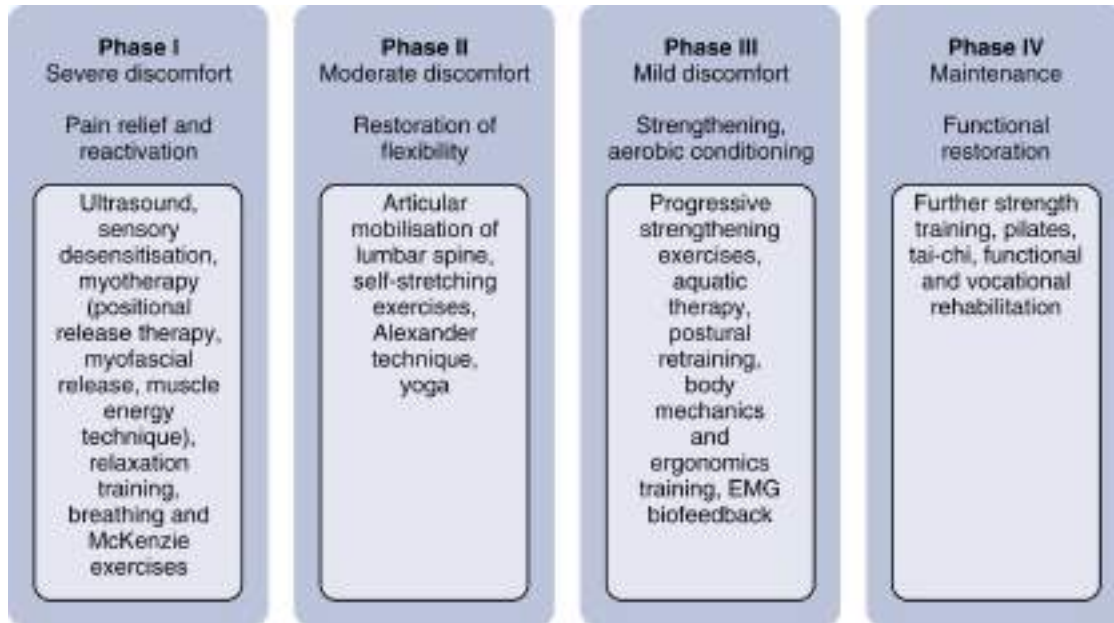 Phase I
Severe discomfort
Pain relief and
reactivation
Ultrasound,
sensory
desensitisation,
myotherapy
(positional
release therapy,
myofascial
release, muscle
energy
technique),
relaxation
training,
breathing and
McKenzie
exercises
Phase II
Moderate discomfort
Restoration of
flexibility
Articular
mobilisation of
lumbar spine,
self-stretching
exercises,
Alexander
technique,
yoga
Phase III
Mild discomfort
Strengthening,
aerobic conditioning
Progressive
strengthening
exercises,
aquatic
therapy,
postural
retraining,
body
mechanics
and
ergonomics
training, EMG
biofeedback
Phase IV
Maintenance
Functional
restoration
Further strength
training, pilates,
tai-chi, functional
and vocational
rehabilitation